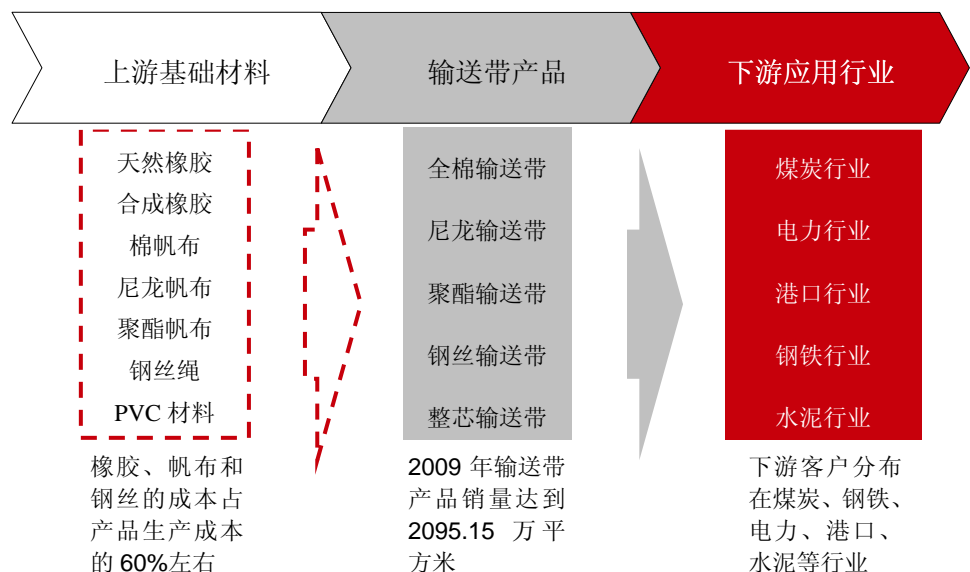 上游基础材料
输送带产品
下游应用行业
天然橡胶
合成橡胶
棉帆布
尼龙帆布
聚酯帆布
钢丝绳
PVC 材料
全棉输送带
尼龙输送带
聚酯输送带
钢丝输送带
整芯输送带
煤炭行业
电力行业
港口行业
钢铁行业
水泥行业
橡胶、帆布和
钢丝的成本占
产品生产成本
的 60%左右
2009 年输送带
产品销量达到
2095.15 万平
方米
下游客户分布
在煤炭、钢铁、
电力、港口、
水泥等行业